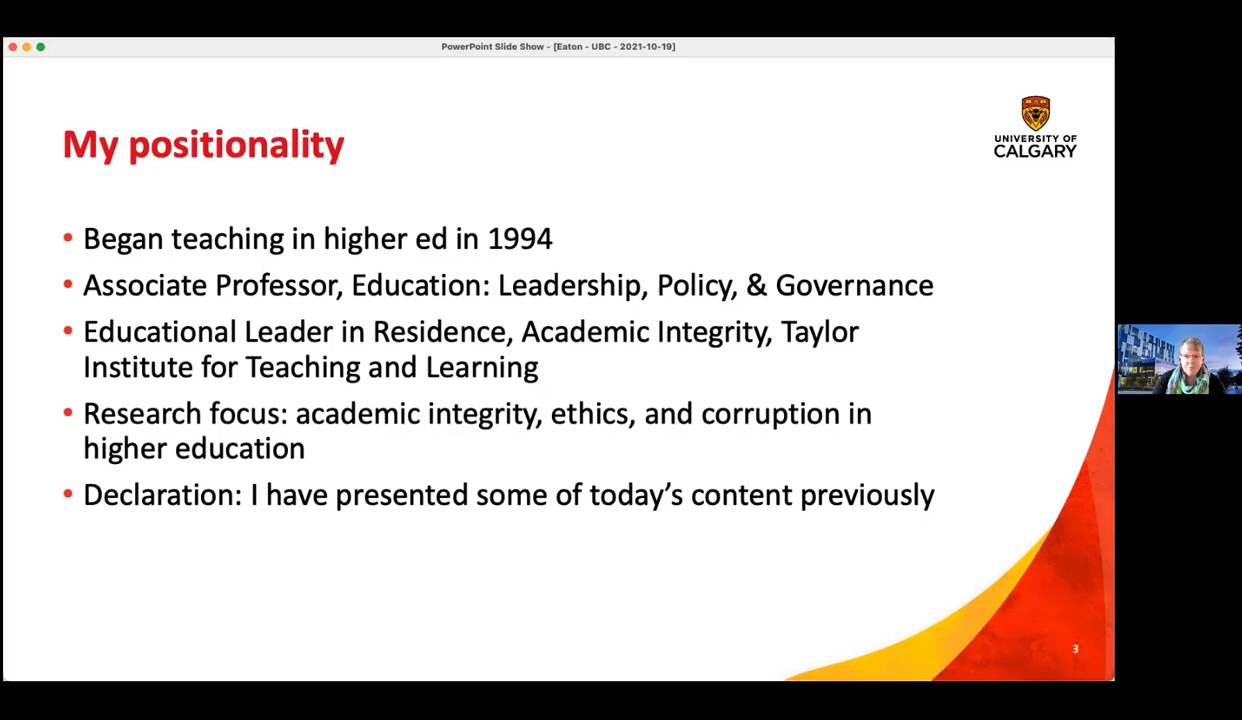 PowerPoint Slide Show - [Eaton - UBC - 2021-10-19]
My positionality
UNIVERSITY OF
CALGARY
• Began teaching in higher ed in 1994
• Associate Professor, Education: Leadership, Policy, & Governance
• Educational Leader in Residence, Academic Integrity, Taylor
Institute for Teaching and Learning
• Research focus: academic integrity, ethics, and corruption in
higher education
• Declaration: I have presented some of today’s content previously
3